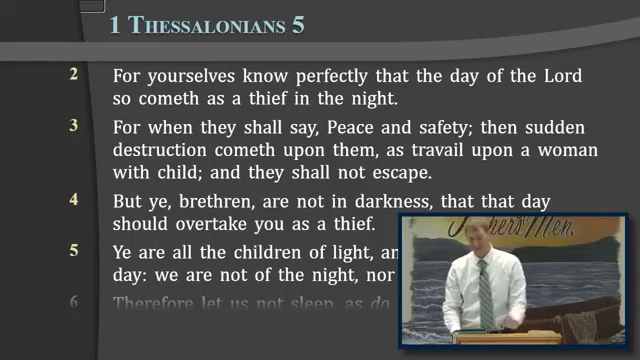 1 Thessalonians 5
2 For yourselves know perfectly that the day of the Lord
so cometh as a thief in the night.
3 For when they shall say, Peace and safety; then sudden
destruction cometh upon them, as travail upon a woman
with child; and they shall not escape.
4 But ye, brethren, are not in darkness, that that day
should overtake you as a thief.
5 Ye are all the children of light, an
day: we are not of the night, nor
6 Therefore let us not sleep, as do
Men.